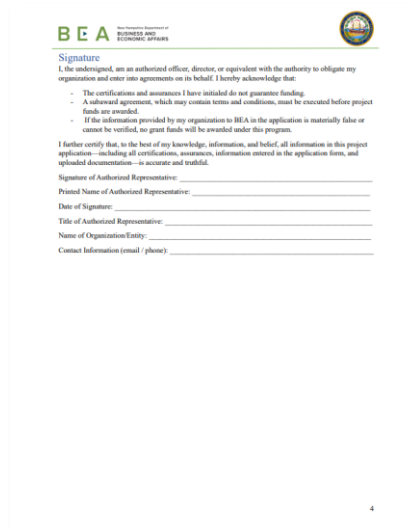 BEA
New Hampshire Department of
BUSINESS AND
ECONOMIC AFFAIRS
Signature
I, the undersigned, am an authorized officer, director, or equivalent with the authority to obligate my
organization and enter into agreements on its behalf. I hereby acknowledge that:
- The certifications and assurances I have initialed do not guarantee funding.
- A subaward agreement, which may contain terms and conditions, must be executed before project
funds are awarded.
- If the information provided by my organization to BEA in the application is materially false or
cannot be verified, no grant funds will be awarded under this program.
I further certify that, to the best of my knowledge, information, and belief, all information in this project
application—including all certifications, assurances, information entered in the application form, and
uploaded documentation—is accurate and truthful.
Signature of Authorized Representative: ____________________
Printed Name of Authorized Representative: ____________________
Date of Signature: ____________________
Title of Authorized Representative: ____________________
Name of Organization/Entity: ____________________
Contact Information (email / phone): ____________________
4